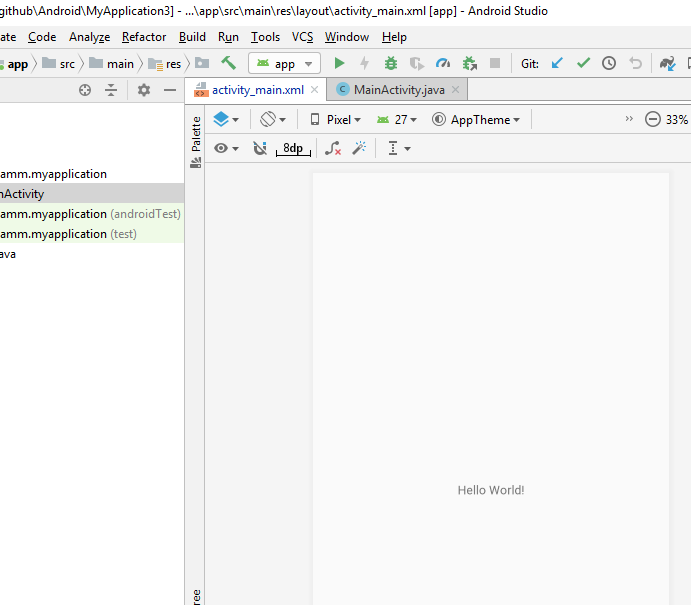 github\Android\MyApplication3] - ...\app\src\main\res\layout\activity_main.xml [app] - Android Studio
ate Code Analyze Refactor Build Run Tools VCS Window Help
app src main res app Git:
activity_main.xml MainActivity.java
Palette
Pixel 27 AppTheme 33%
8dp
amm.myapplication
nActivity
amm.myapplication (androidTest)
amm.myapplication (test)
ava
Hello World!
ree